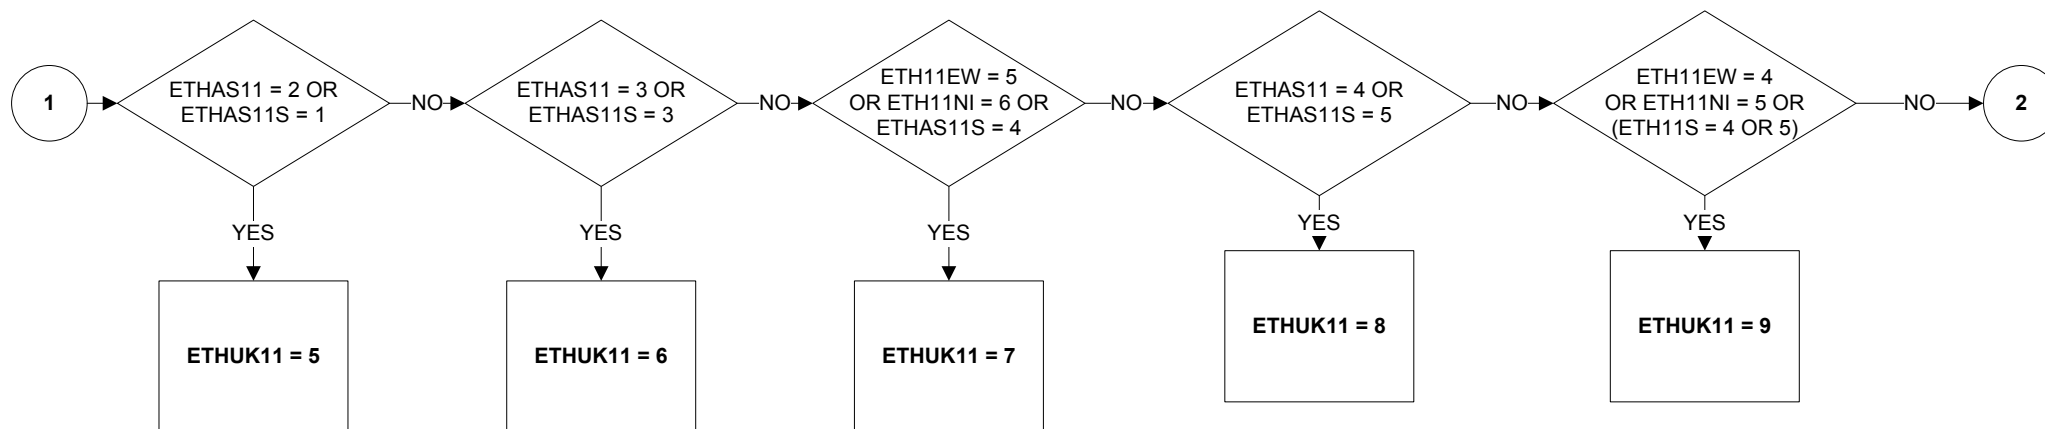 1
ETHAS11 = 2 OR
ETHAS11S = 1
NO
ETHAS11 = 3 OR
ETHAS11S = 3
NO
ETH11EW = 5
OR ETH11NI = 6 OR
ETHAS11S = 4
NO
ETHAS11 = 4 OR
ETHAS11S = 5
NO
ETH11EW = 4
OR ETH11NI = 5 OR
(ETH11S = 4 OR 5)
NO
2
YES
YES
YES
YES
YES
ETHUK11 = 5
ETHUK11 = 6
ETHUK11 = 7
ETHUK11 = 8
ETHUK11 = 9